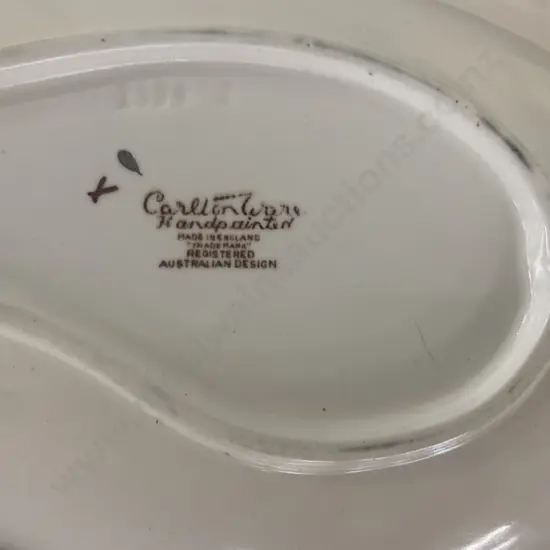 Carlton Ware
Handpainted
MADE IN ENGLAND
"TRADE MARK"
REGISTERED
AUSTRALIAN DESIGN